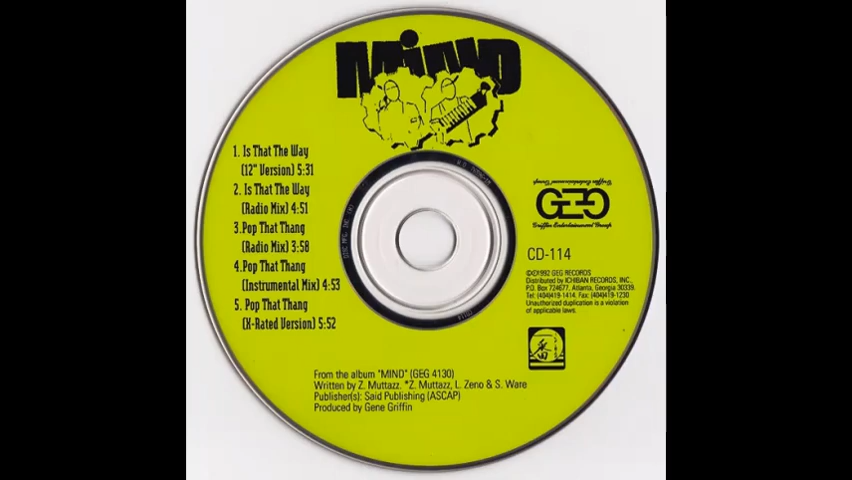 MiND
1. Is That The Way
(12" Version) 5:31
2. Is That The Way
(Radio Mix) 4:51
3.Pop That Thang
(Radio Mix) 3:58
4.Pop That Thang
(Instrumental Mix) 4:53
5. Pop That Thang
(X-Rated Version) 5:52
Griffin Entertainment Group
GEG
Griffin Entertainment Group
CD-114
©℗1992 GEG RECORDS
Distributed by ICHIBAN RECORDS, INC.,
P.O. Box 724677, Atlanta, Georgia 30339.
Tel: (404)419-1414. Fax: (404)419-1230
Unauthorized duplication is a violation
of applicable laws.
一番
From the album "MIND" (GEG 4130)
Written by Z. Muttazz. *Z. Muttazz, L. Zeno & S. Ware
Publisher(s): Said Publishing (ASCAP)
Produced by Gene Griffin